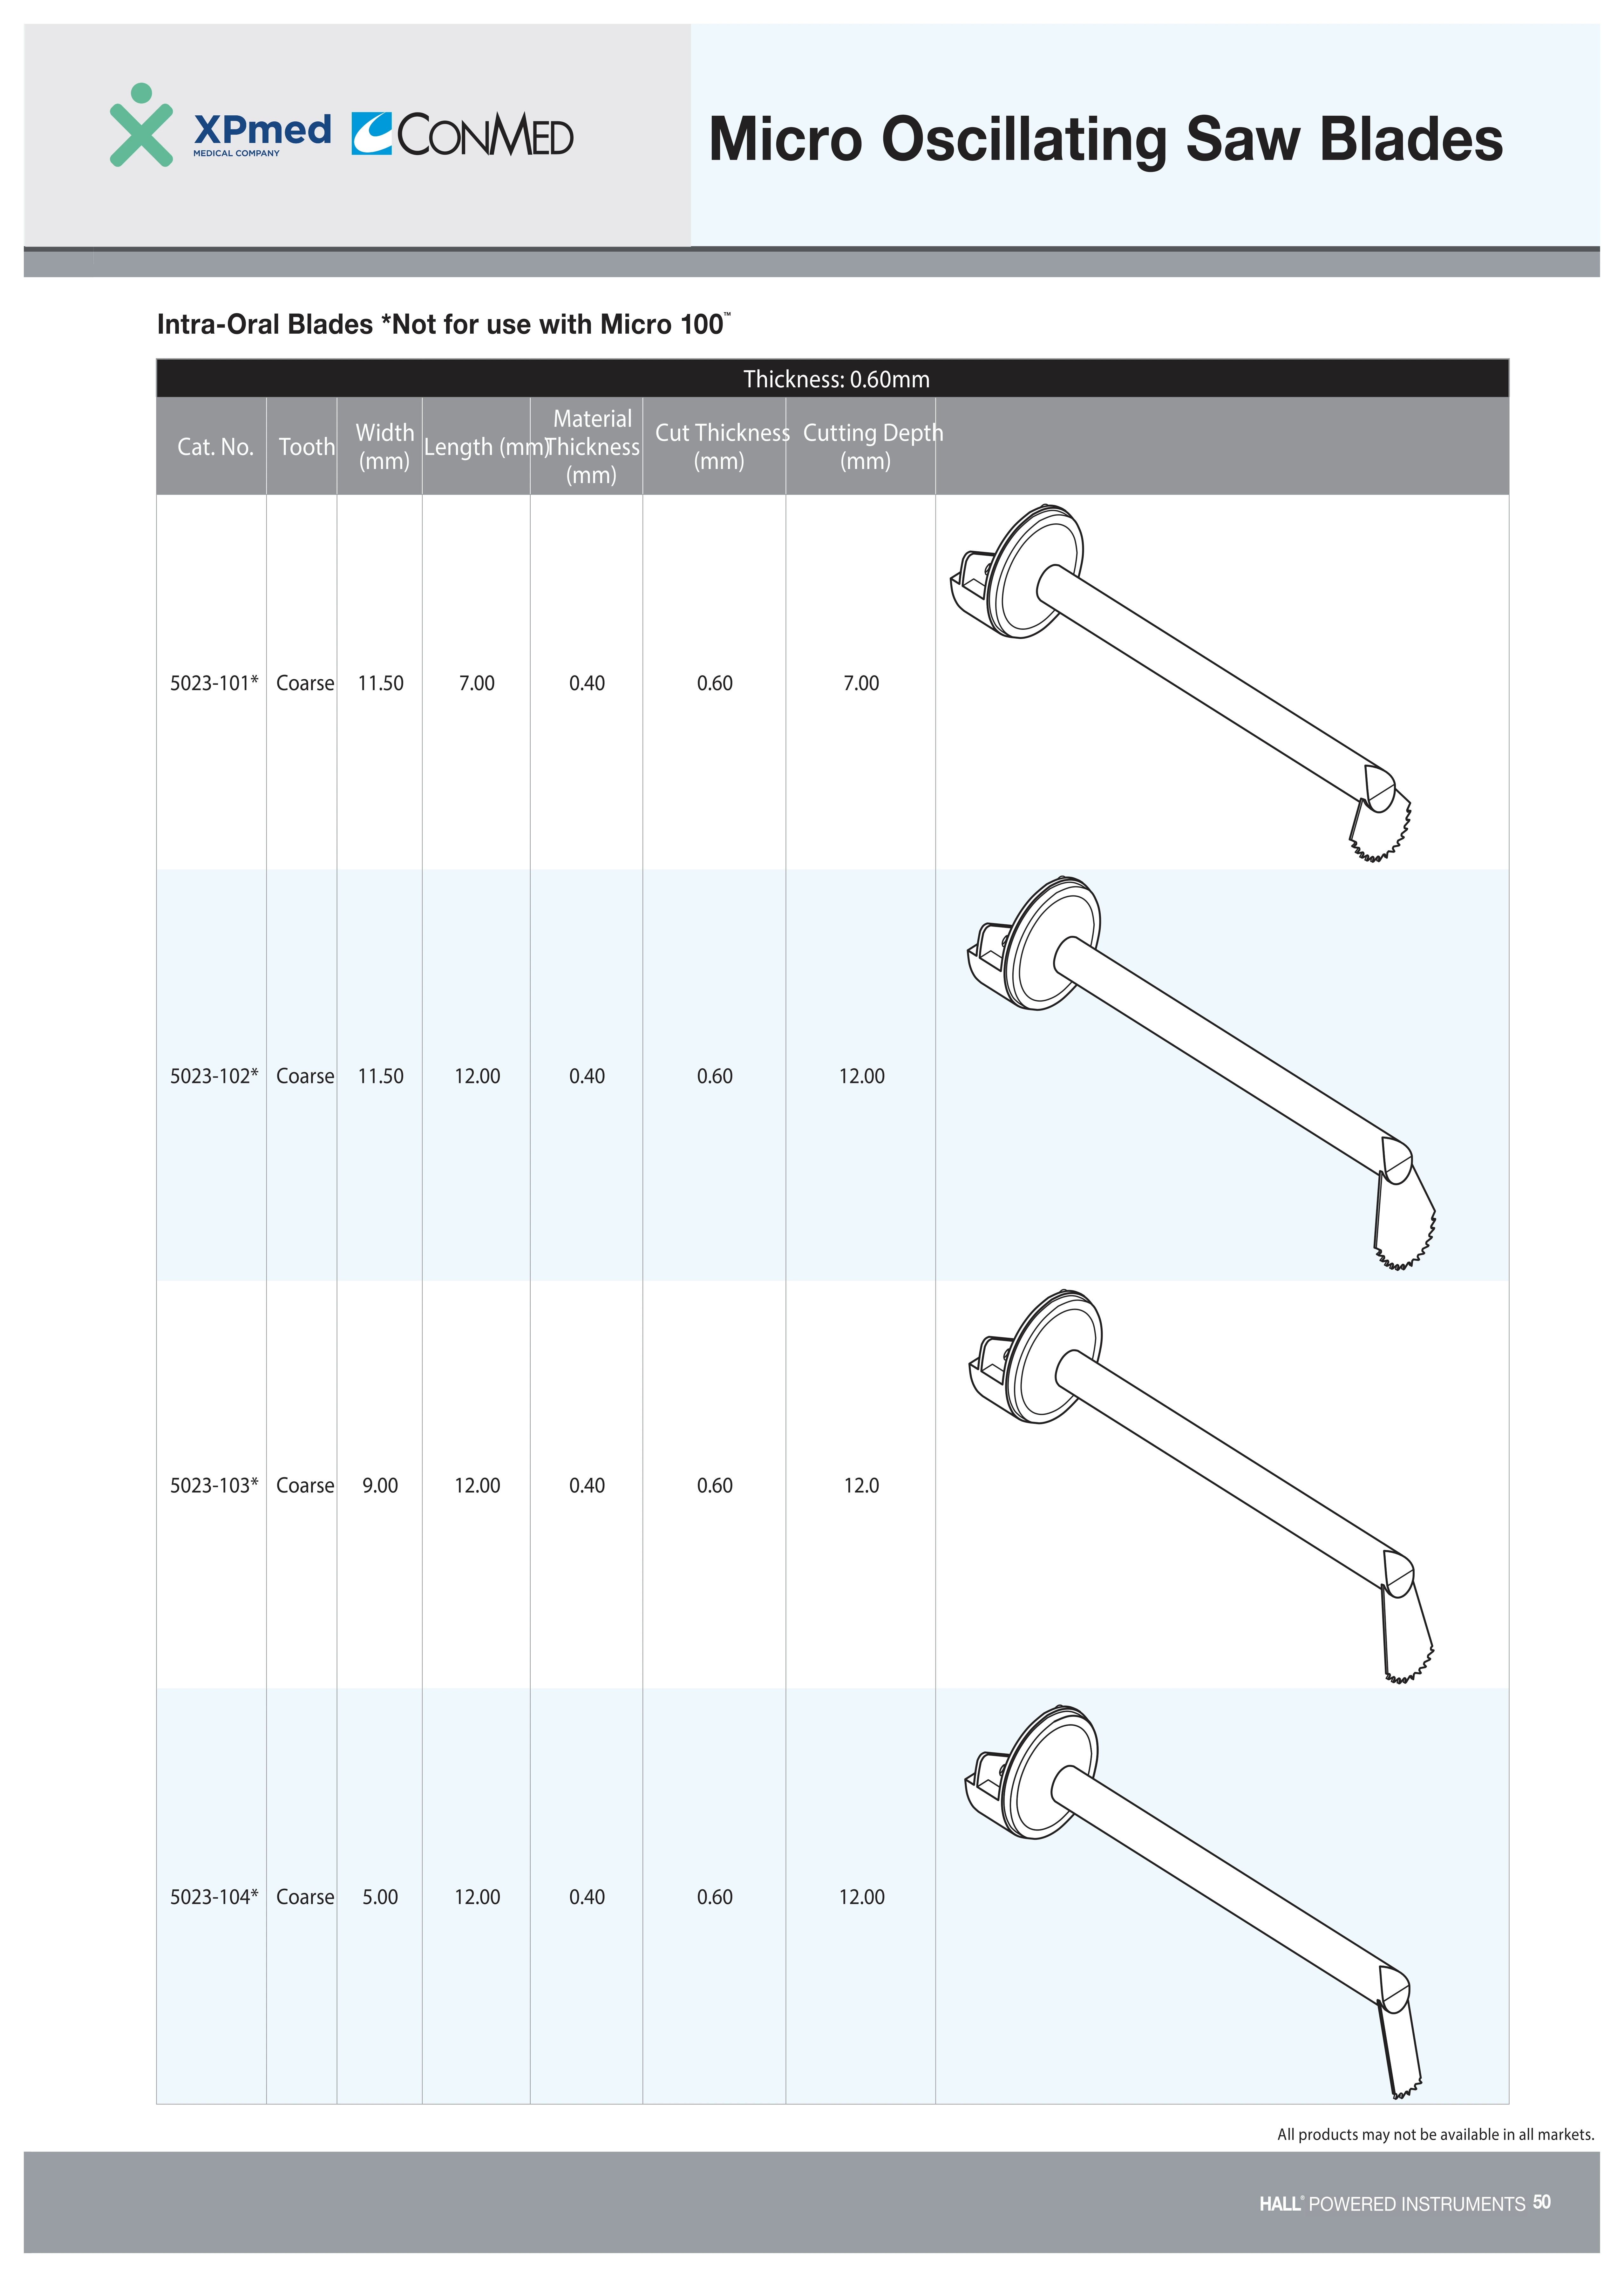 XPmed
MEDICAL COMPANY
CONMED
Micro Oscillating Saw Blades
Intra-Oral Blades *Not for use with Micro 100™
Thickness: 0.60mm
Cat. No. Tooth Width (mm) Length (mm) Material Thickness (mm) Cut Thickness (mm) Cutting Depth (mm)
5023-101* Coarse 11.50 7.00 0.40 0.60 7.00
5023-102* Coarse 11.50 12.00 0.40 0.60 12.00
5023-103* Coarse 9.00 12.00 0.40 0.60 12.0
5023-104* Coarse 5.00 12.00 0.40 0.60 12.00
All products may not be available in all markets.
HALL® POWERED INSTRUMENTS 50